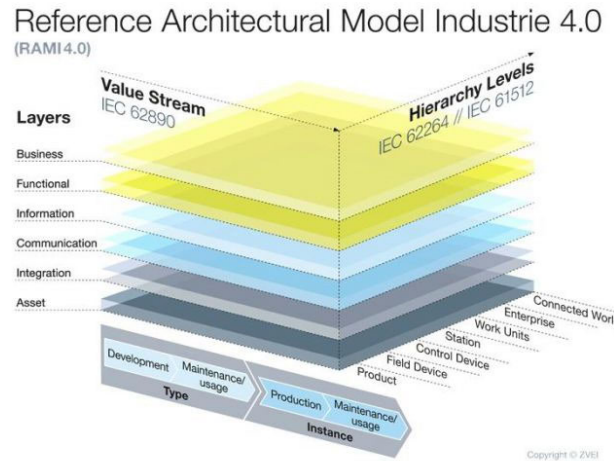 Reference Architectural Model Industrie 4.0
(RAMI 4.0)
Value Stream
IEC 62890
Hierarchy Levels
IEC 62264 // IEC 61512
Layers
Business
Functional
Information
Communication
Integration
Asset
Connected Worl
Enterprise
Work Units
Station
Control Device
Field Device
Product
Development
Maintenance/
usage
Type
Production
Maintenance/
usage
Instance
Copyright © ZVEI